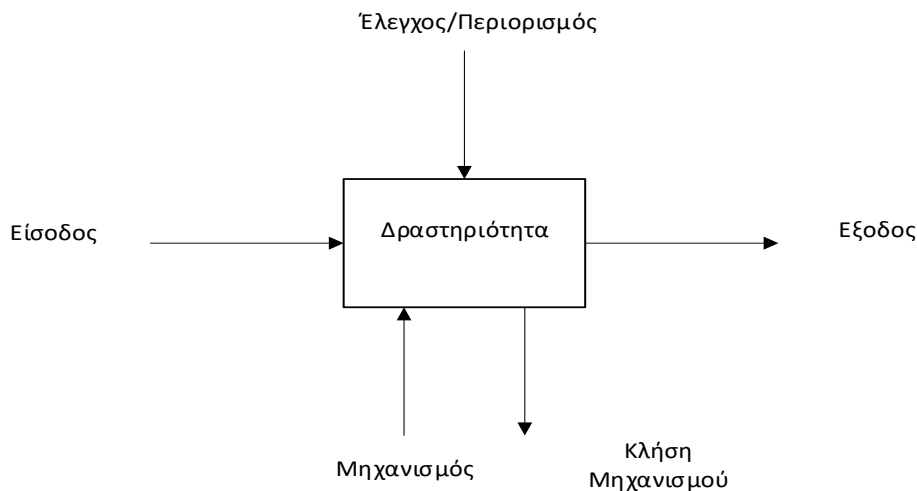 Έλεγχος/Περιορισμός
Δραστηριότητα
Είσοδος
Εξοδος
Μηχανισμός
Κλήση
Μηχανισμού